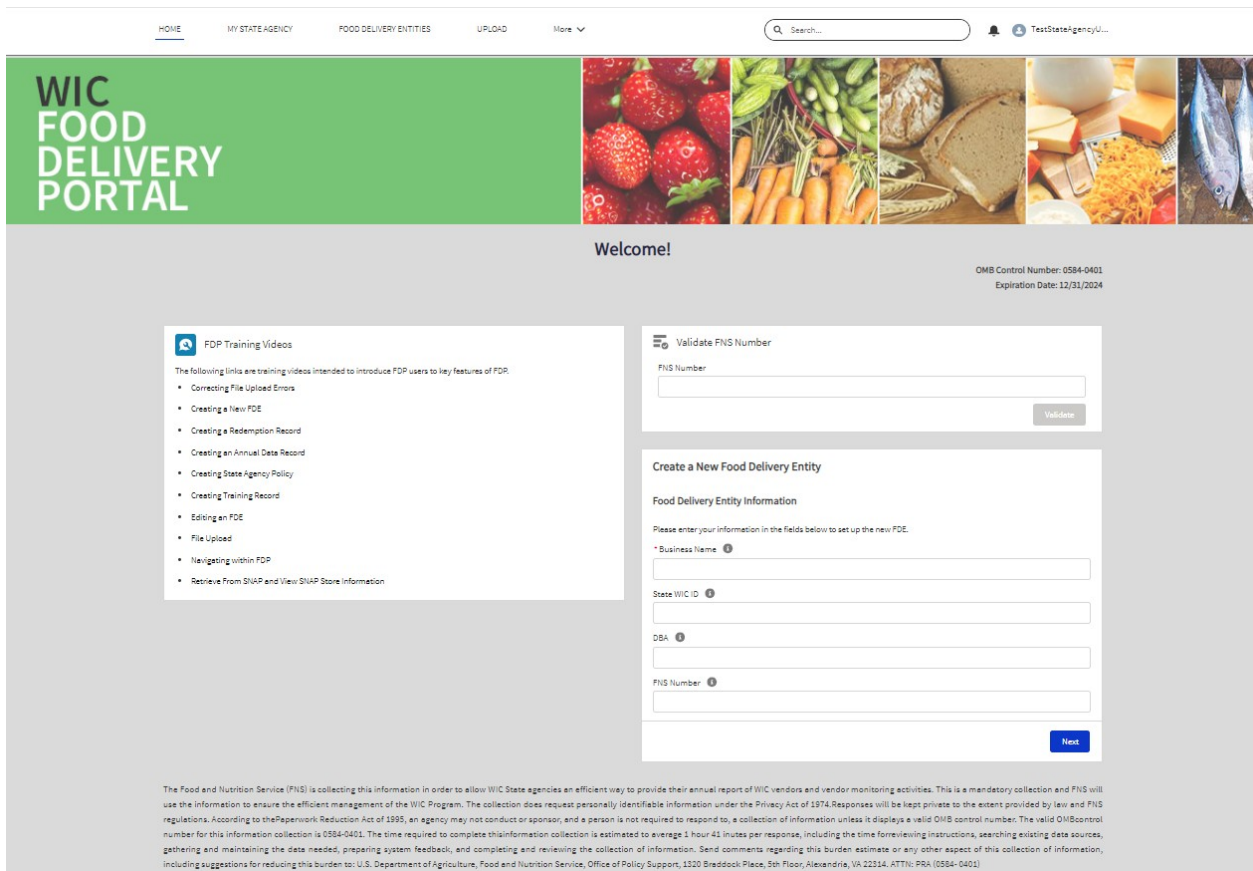 HOME MY STATE AGENCY FOOD DELIVERY ENTITIES UPLOAD More Search... TestStateAgencyU...
WIC
FOOD
DELIVERY
PORTAL
Welcome!
OMB Control Number: 0584-0401
Expiration Date: 12/31/2024
FDP Training Videos
The following links are training videos intended to introduce FDP users to key features of FDP.
• Correcting File Upload Errors
• Creating a New FDE
• Creating a Redemption Record
• Creating an Annual Data Record
• Creating State Agency Policy
• Creating Training Record
• Editing an FDE
• File Upload
• Navigating within FDP
• Retrieve From SNAP and View SNAP Store Information
Validate FNS Number
FNS Number
Validate
Create a New Food Delivery Entity
Food Delivery Entity Information
Please enter your information in the fields below to set up the new FDE.
* Business Name
State WIC ID
DBA
FNS Number
Next
The Food and Nutrition Service (FNS) is collecting this information in order to allow WIC State agencies an efficient way to provide their annual report of WIC vendors and vendor monitoring activities. This is a mandatory collection and FNS will
use the information to ensure the efficient management of the WIC Program. The collection does request personally identifiable information under the Privacy Act of 1974.Responses will be kept private to the extent provided by law and FNS
regulations. According to thePaperwork Reduction Act of 1995, an agency may not conduct or sponsor, and a person is not required to respond to, a collection of information unless it displays a valid OMB control number. The valid OMBcontrol
number for this information collection is 0584-0401. The time required to complete thisinformation collection is estimated to average 1 hour 41 inutes per response, including the time forreviewing instructions, searching existing data sources,
gathering and maintaining the data needed, preparing system feedback, and completing and reviewing the collection of information. Send comments regarding this burden estimate or any other aspect of this collection of information,
including suggestions for reducing this burden to: U.S. Department of Agriculture, Food and Nutrition Service, Office of Policy Support, 1320 Braddock Place, 5th Floor, Alexandria, VA 22314. ATTN: PRA (0584- 0401)